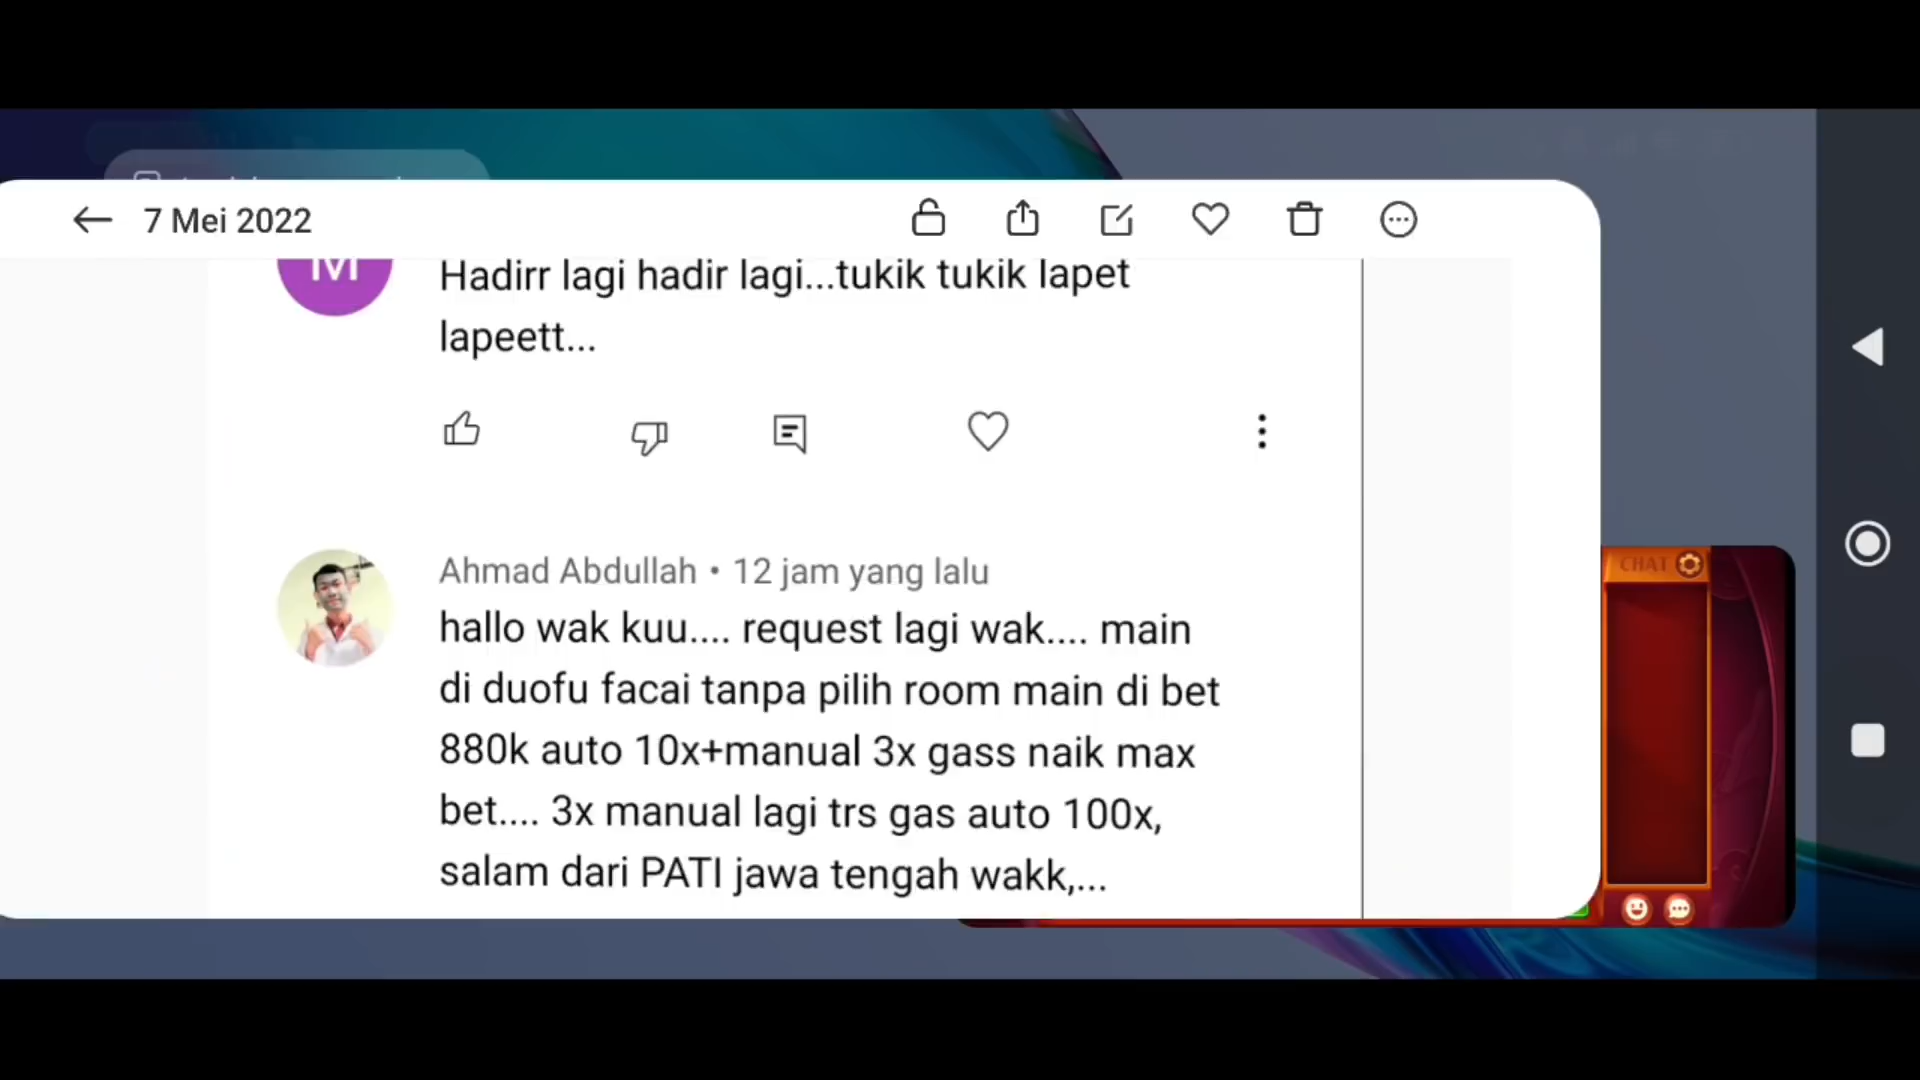 7 Mei 2022
M
Hadirr lagi hadir lagi...tukik tukik lapet
lapeett...
Ahmad Abdullah • 12 jam yang lalu
hallo wak kuu.... request lagi wak.... main
di duofu facai tanpa pilih room main di bet
880k auto 10x+manual 3x gass naik max
bet.... 3x manual lagi trs gas auto 100x,
salam dari PATI jawa tengah wakk,...
CHAT